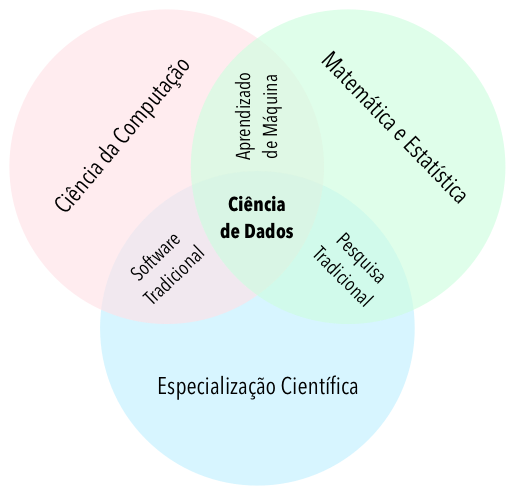 Ciência da Computação
Matemática e Estatística
Aprendizado
de Máquina
Ciência
de Dados
Software
Tradicional
Pesquisa
Tradicional
Especialização Científica